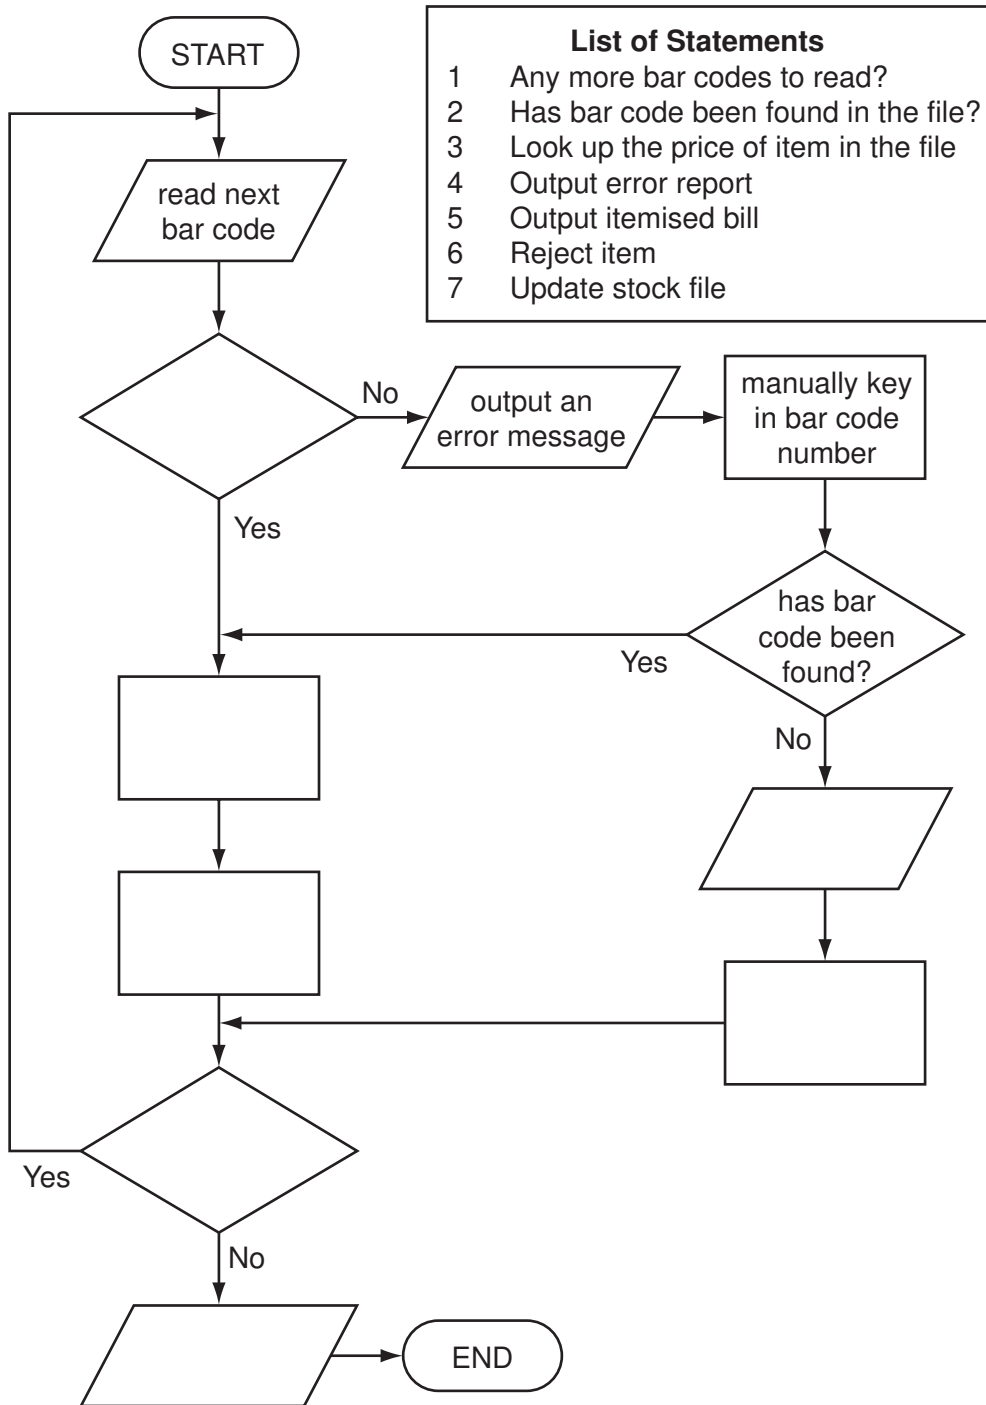 START
List of Statements
1 Any more bar codes to read?
2 Has bar code been found in the file?
3 Look up the price of item in the file
4 Output error report
5 Output itemised bill
6 Reject item
7 Update stock file
read next
bar code
No
output an
error message
manually key
in bar code
number
Yes
has bar
code been
found?
Yes
No
Yes
No
END